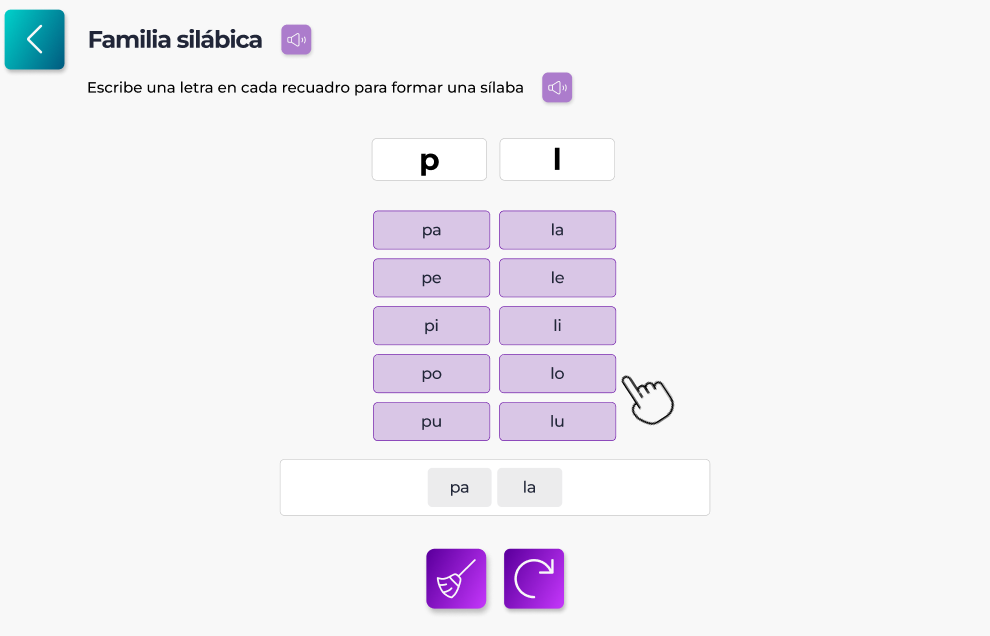 Familia silábica
Escribe una letra en cada recuadro para formar una sílaba
p l
pa la
pe le
pi li
po lo
pu lu
pa la